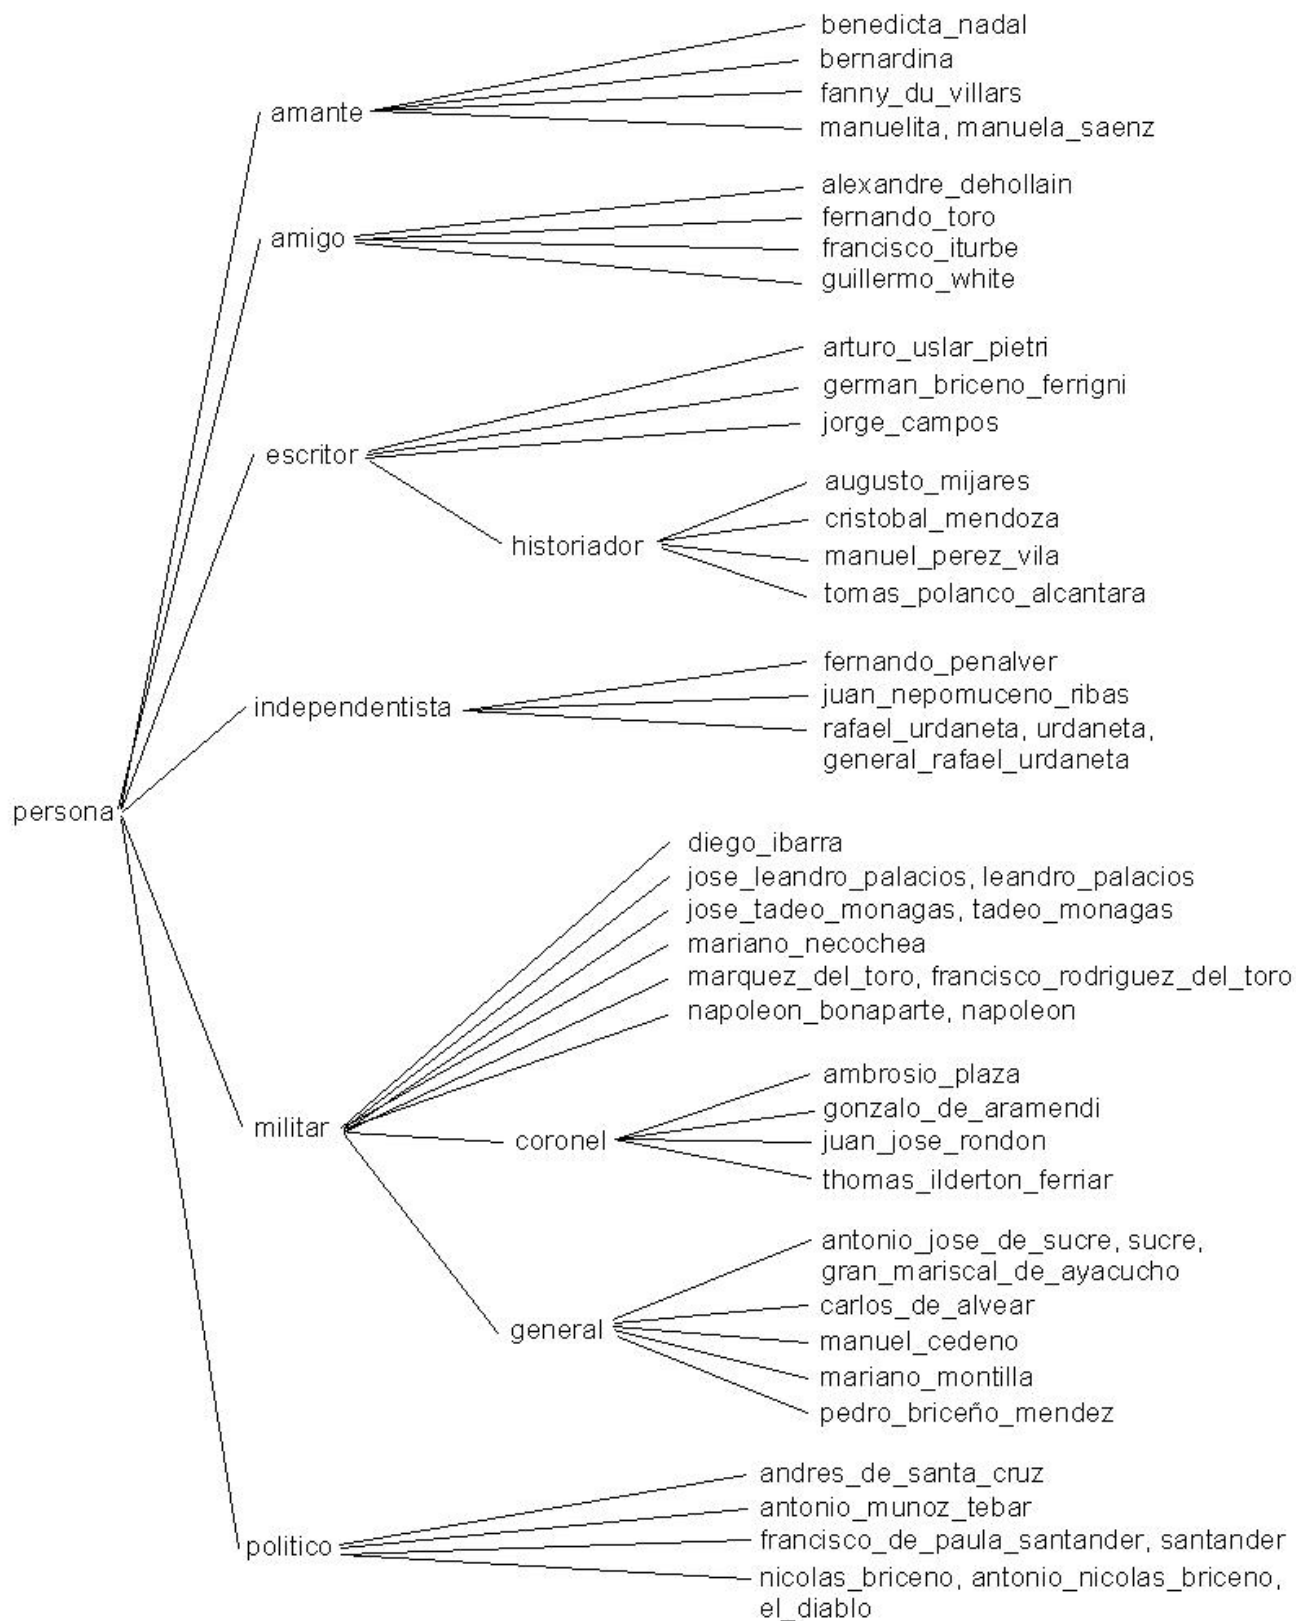 benedicta_nadal
bernardina
amante
fanny_du_villars
manuelita, manuela_saenz
alexandre_dehollain
fernando_toro
amigo
francisco_iturbe
guillermo_white
arturo_uslar_pietri
german_briceno_ferrigni
jorge_campos
escritor
augusto_mijares
cristobal_mendoza
historiador
manuel_perez_vila
tomas_polanco_alcantara
fernando_penalver
juan_nepomuceno_ribas
independentista
rafael_urdaneta, urdaneta,
general_rafael_urdaneta
persona
diego_ibarra
jose_leandro_palacios, leandro_palacios
jose_tadeo_monagas, tadeo_monagas
mariano_necochea
marquez_del_toro, francisco_rodriguez_del_toro
napoleon_bonaparte, napoleon
ambrosio_plaza
gonzalo_de_aramendi
militar
coronel
juan_jose_rondon
thomas_ilderton_ferriar
antonio_jose_de_sucre, sucre,
gran_mariscal_de_ayacucho
carlos_de_alvear
general
manuel_cedeno
mariano_montilla
pedro_briceño_mendez
andres_de_santa_cruz
antonio_munoz_tebar
politico
francisco_de_paula_santander, santander
nicolas_briceno, antonio_nicolas_briceno,
el_diablo